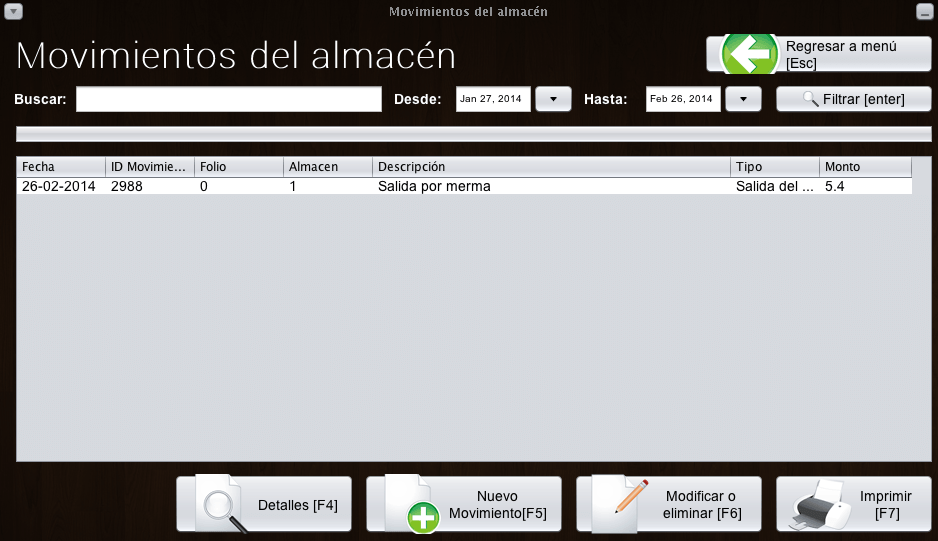 Movimientos del almacén
Movimientos del almacén
Regresar a menú
[Esc]
Buscar:
Desde:
Jan 27, 2014
Hasta:
Feb 26, 2014
Filtrar [enter]
Fecha ID Movimie... Folio Almacen Descripción Tipo Monto
26-02-2014 2988 0 1 Salida por merma Salida del ... 5.4
Detalles [F4]
Nuevo
Movimiento[F5]
Modificar o
eliminar [F6]
Imprimir
[F7]